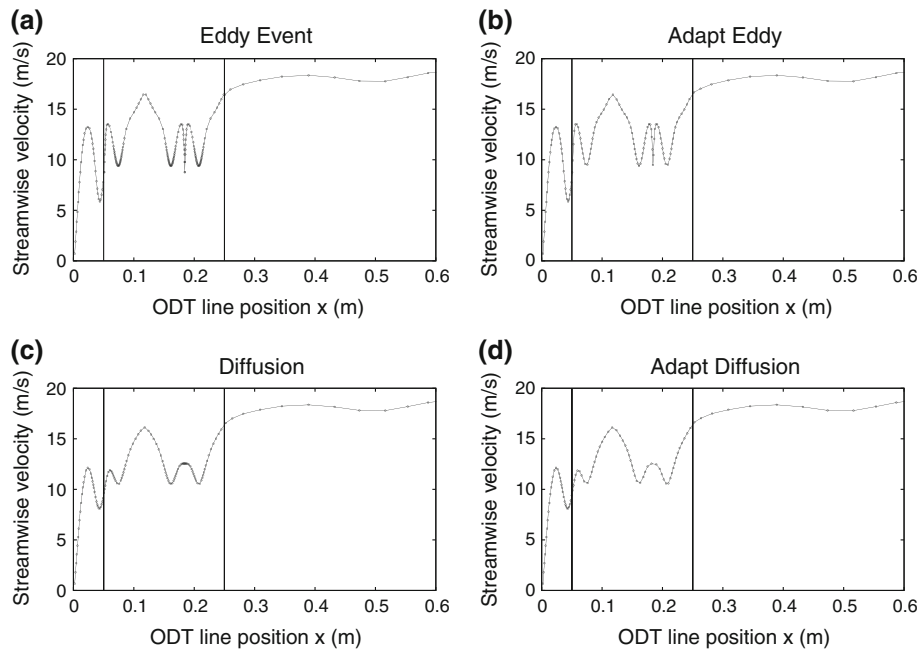 (a)
Eddy Event
Streamwise velocity (m/s)
20
15
10
5
0
0 0.1 0.2 0.3 0.4 0.5 0.6
ODT line position x (m)
(b)
Adapt Eddy
Streamwise velocity (m/s)
20
15
10
5
0
0 0.1 0.2 0.3 0.4 0.5 0.6
ODT line position x (m)
(c)
Diffusion
Streamwise velocity (m/s)
20
15
10
5
0
0 0.1 0.2 0.3 0.4 0.5 0.6
ODT line position x (m)
(d)
Adapt Diffusion
Streamwise velocity (m/s)
20
15
10
5
0
0 0.1 0.2 0.3 0.4 0.5 0.6
ODT line position x (m)